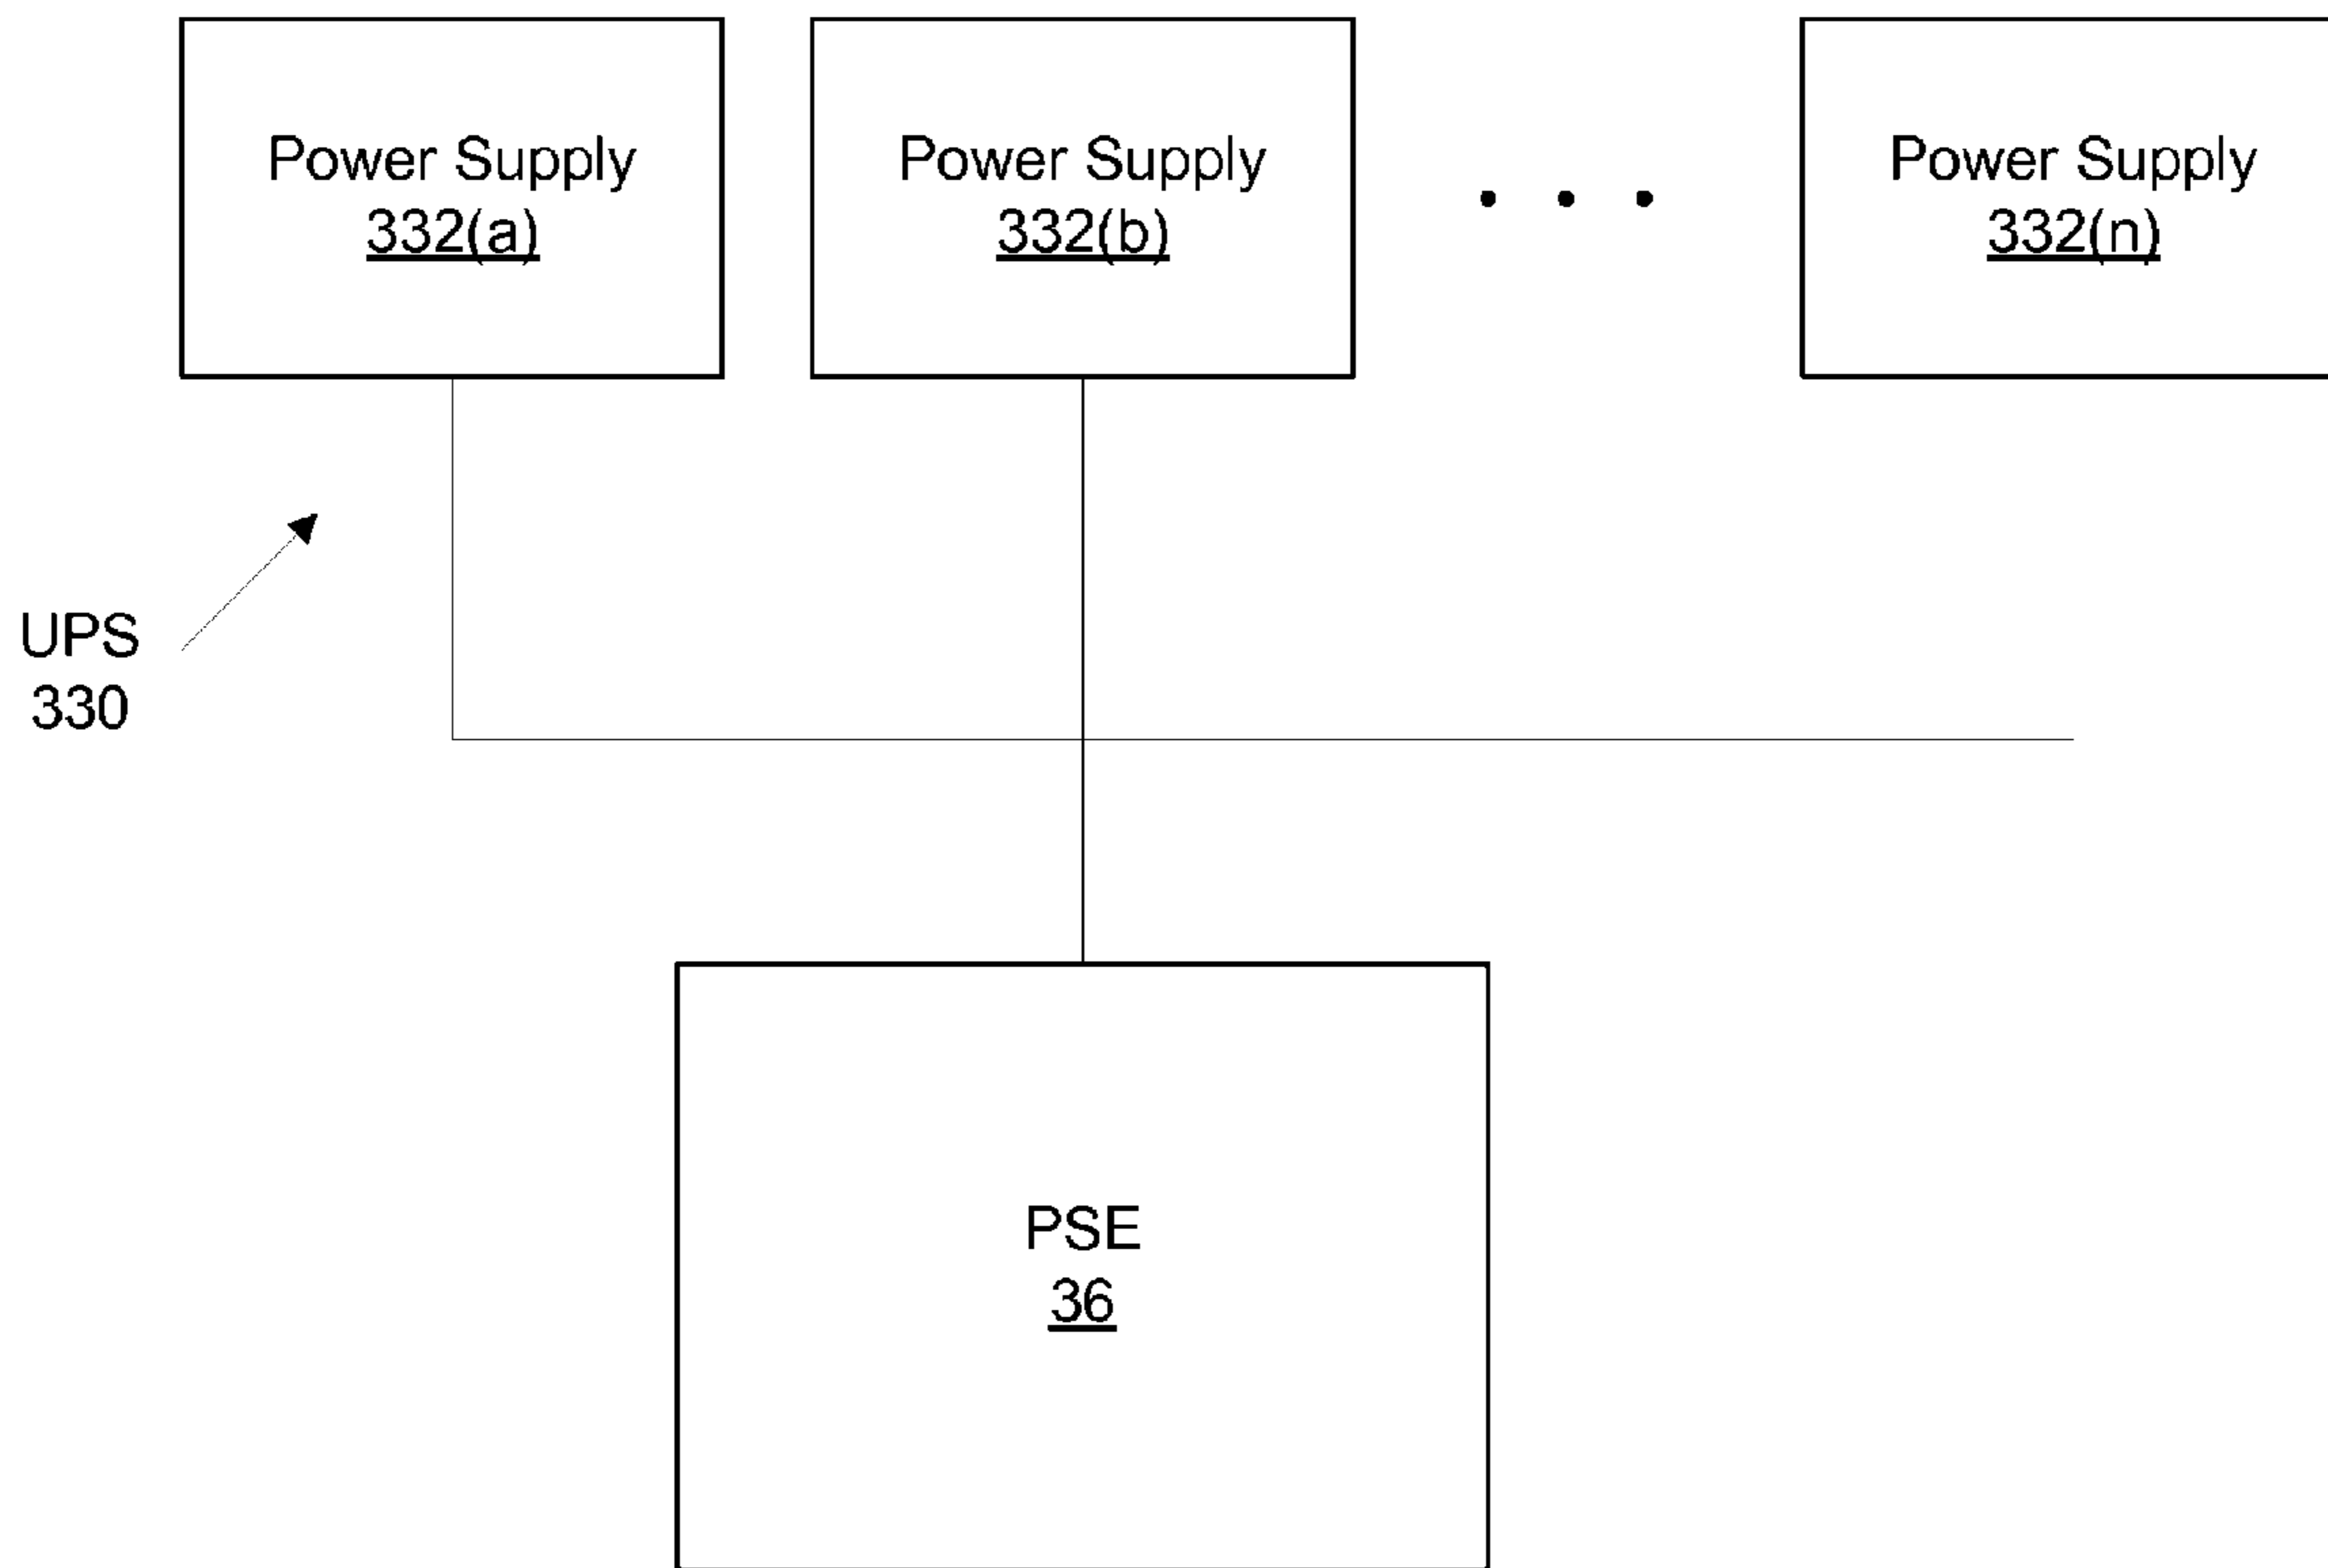 Power Supply
332(a)
Power Supply
332(b)
. . .
Power Supply
332(n)
UPS
330
PSE
36